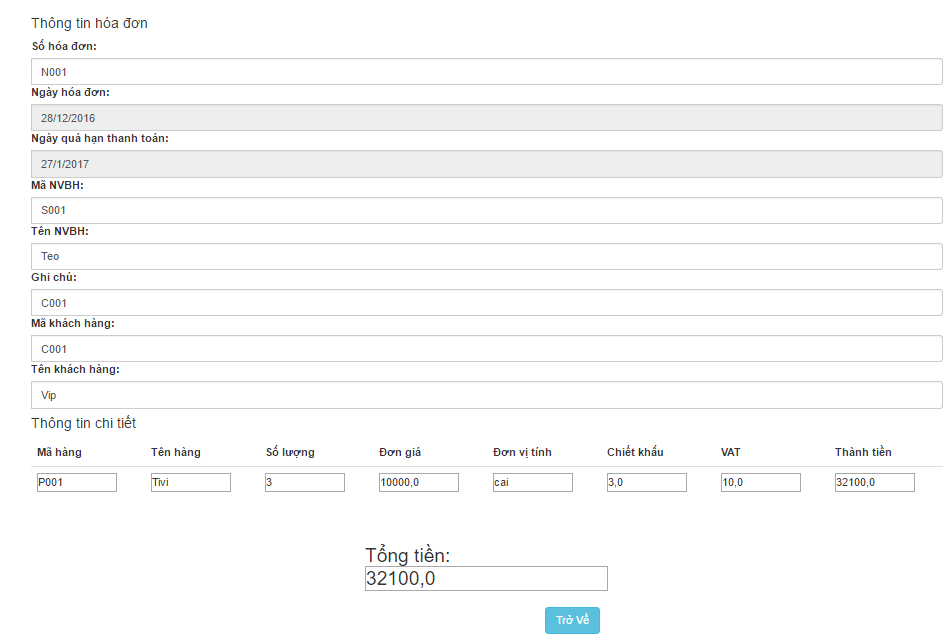 Thông tin hóa đơn
Số hóa đơn:
N001
Ngày hóa đơn:
28/12/2016
Ngày quá hạn thanh toán:
27/1/2017
Mã NVBH:
S001
Tên NVBH:
Teo
Ghi chú:
C001
Mã khách hàng:
C001
Tên khách hàng:
Vip
Thông tin chi tiết
Mã hàng Tên hàng Số lượng Đơn giá Đơn vị tính Chiết khấu VAT Thành tiền
P001 Tivi 3 10000,0 cai 3,0 10,0 32100,0
Tổng tiền:
32100,0
Trở Về